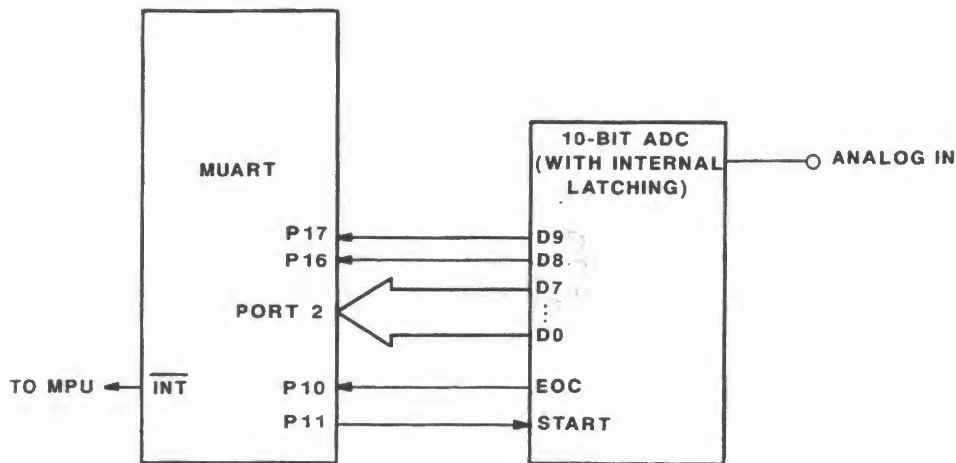 10-BIT ADC
(WITH INTERNAL
LATCHING)
ANALOG IN
MUART
P17
D9
P16
D8
D7
PORT 2
D0
TO MPU
INT
P10
EOC
P11
START